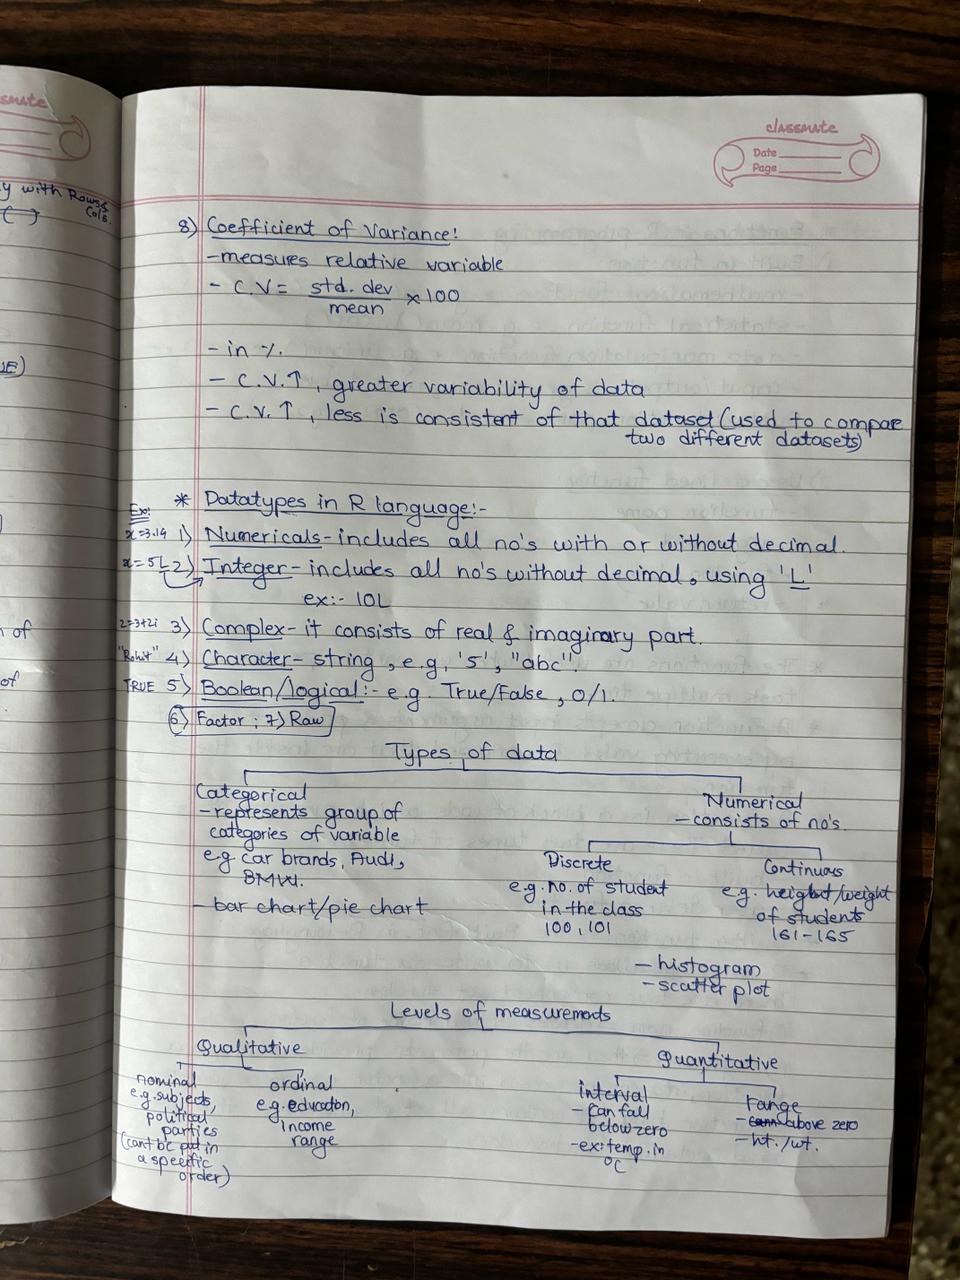 smate
y with Rows &
Cols.
classmate
Date
Page
8) Coefficient of Variance!
-measures relative variable
- C.V = std. dev / mean × 100
- in %.
- C.V.↑, greater variability of data
- C.V.↑, less is consistent of that dataset (used to compare
two different datasets)
UE)
* Datatypes in R language:-
Ex:
x=3.14 1) Numericals - includes all no's with or without decimal.
x=5L 2) Integer - includes all no's without decimal, using 'L'
ex:- 10L
n of
z=3+2i 3) Complex - it consists of real & imaginary part.
"Rohit" 4) Character - string, e.g, '5', "abc".
of
TRUE 5) Boolean/logical:- e.g. True/False, 0/1.
6) Factor ; 7) Raw
Types of data
Categorical
- represents group of
categories of variable
e.g car brands, Audi,
BMW.
- bar chart/pie chart
Numerical
- consists of no's.
Discrete
e.g. no. of student
in the class
100, 101
Continuous
e.g. height/weight
of students
161-165
- histogram
- scatter plot
Levels of measurements
Qualitative
nominal
e.g. subjects,
political
parties
(cant be put in
a specific
order)
ordinal
e.g. education,
income
range
Quantitative
interval
- can fall
below zero
- ex: temp. in
°C
range
- above zero
- ht./wt.